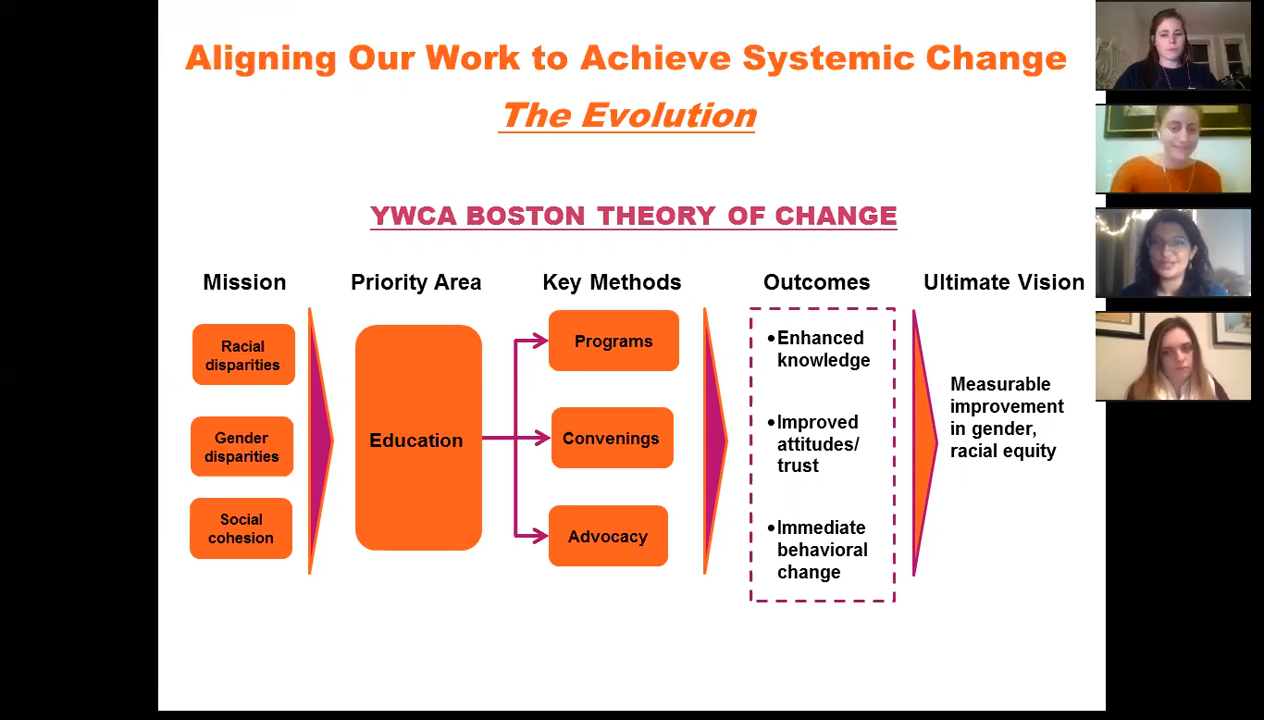 Aligning Our Work to Achieve Systemic Change
The Evolution
YWCA BOSTON THEORY OF CHANGE
Mission
Priority Area
Key Methods
Outcomes
Ultimate Vision
Racial
disparities
Gender
disparities
Social
cohesion
Education
Programs
Convenings
Advocacy
•Enhanced
knowledge
•Improved
attitudes/
trust
•Immediate
behavioral
change
Measurable
improvement
in gender,
racial equity